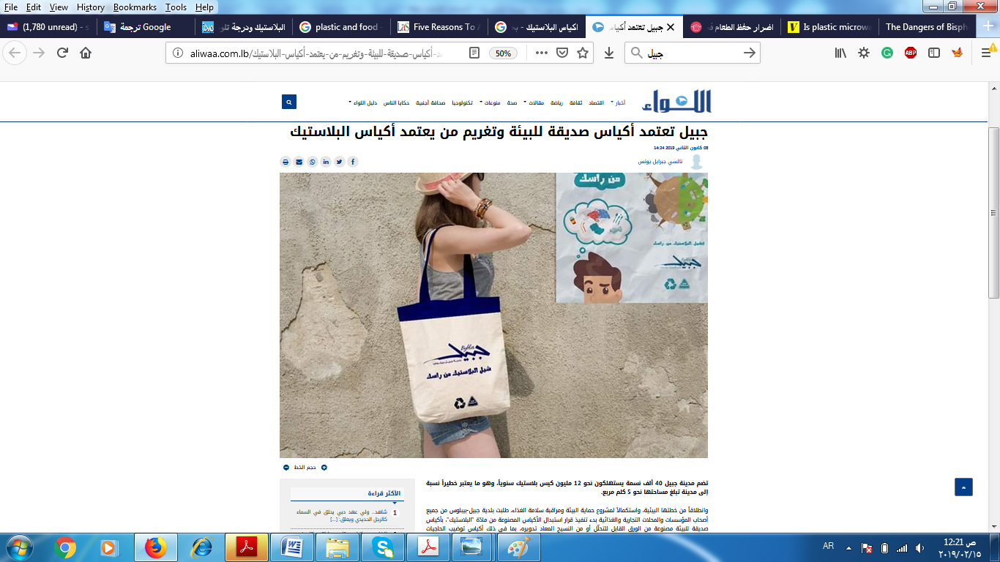 File Edit View History Bookmarks Tools Help
(1,780 unread) - s
ترجمة Google
البلاستيك ودرجة تلو
plastic and food -
Five Reasons To A
اكياس البلاستيك - بح
جبيل تعتمد أكياس
اضرار حفظ الطعام ف
Is plastic microwa
The Dangers of Bisph
aliwaa.com.lb/د-أكياس-صديقة-للبيئة-وتغريم-من-يعتمد-أكياس-البلاستيك
50%
جبيل
ABP
اللواء
أخبار اقتصاد ثقافة رياضة مقالات صحة منوعات تكنولوجيا صحافة أجنبية حكايا الناس دليل اللواء
جبيل تعتمد أكياس صديقة للبيئة وتغريم من يعتمد أكياس البلاستيك
08 كانون الثاني 2019 14:24
نالسي جبرايل يونس
من راسك
شيل البلاستيك من راسك
جبيل
Byblos
جبيل
شيل البلاستيك من راسك
حجم الخط
تضم مدينة جبيل 40 ألف نسمة يستهلكون نحو 12 مليون كيس بلاستيك سنوياً، وهو ما يعتبر خطيراً نسبة
إلى مدينة تبلغ مساحتها نحو 5 كلم مربع.
وانطلاقاً من خطتها البيئية، واستكمالاً لمشروع حماية البيئة ومراقبة سلامة الغذاء، طلبت بلدية جبيل-بيبلوس من جميع
أصحاب المؤسسات والمحلات التجارية والغذائية بدء تنفيذ قرار استبدال الأكياس المصنوعة من ملاّة "البلاستيك"، بأكياس
صديقة للبيئة مصنوعة من الورق القابل للتحلّل أو من النسيج المعاد تدويره، بما في ذلك أكياس توضيب الحاجيات
الأكثر قراءة
1
شاهد.. ولي عهد دبي يحلق في السماء
كالرجل الحديدي ويعلق: [...]
AR
12:21 ص
٢٠١٩/٠٢/١٥